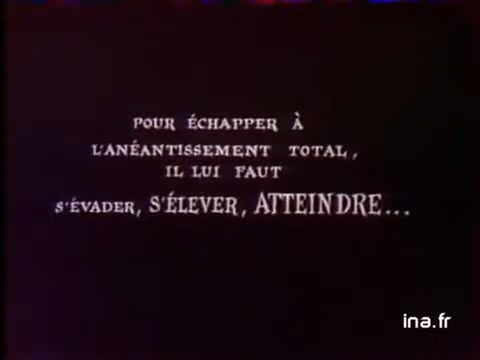 POUR ÉCHAPPER À
L'ANÉANTISSEMENT TOTAL,
IL LUI FAUT
S'ÉVADER, S'ÉLEVER, ATTEINDRE...
ina.fr